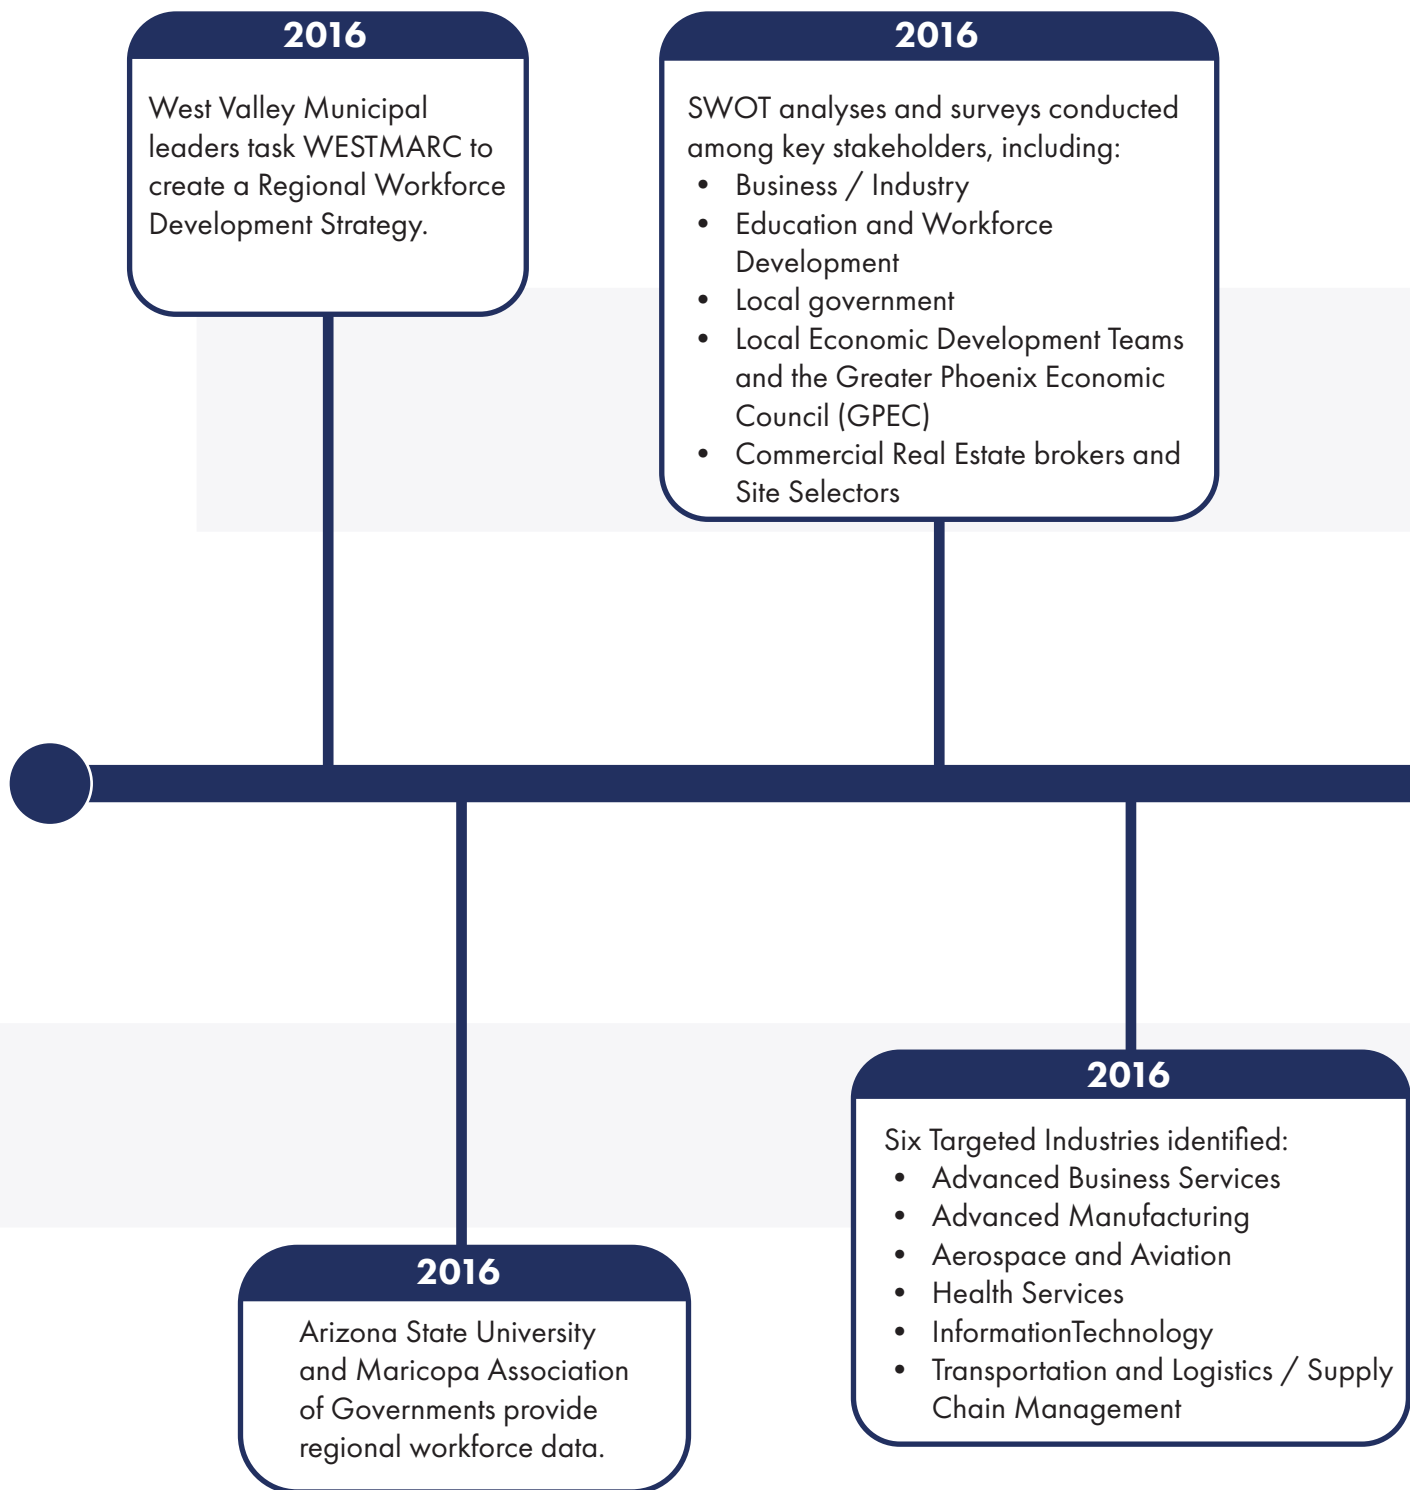 2016
West Valley Municipal
leaders task WESTMARC to
create a Regional Workforce
Development Strategy.
2016
SWOT analyses and surveys conducted
among key stakeholders, including:
• Business / Industry
• Education and Workforce
Development
• Local government
• Local Economic Development Teams
and the Greater Phoenix Economic
Council (GPEC)
• Commercial Real Estate brokers and
Site Selectors
2016
Arizona State University
and Maricopa Association
of Governments provide
regional workforce data.
2016
Six Targeted Industries identified:
• Advanced Business Services
• Advanced Manufacturing
• Aerospace and Aviation
• Health Services
• InformationTechnology
• Transportation and Logistics / Supply
Chain Management